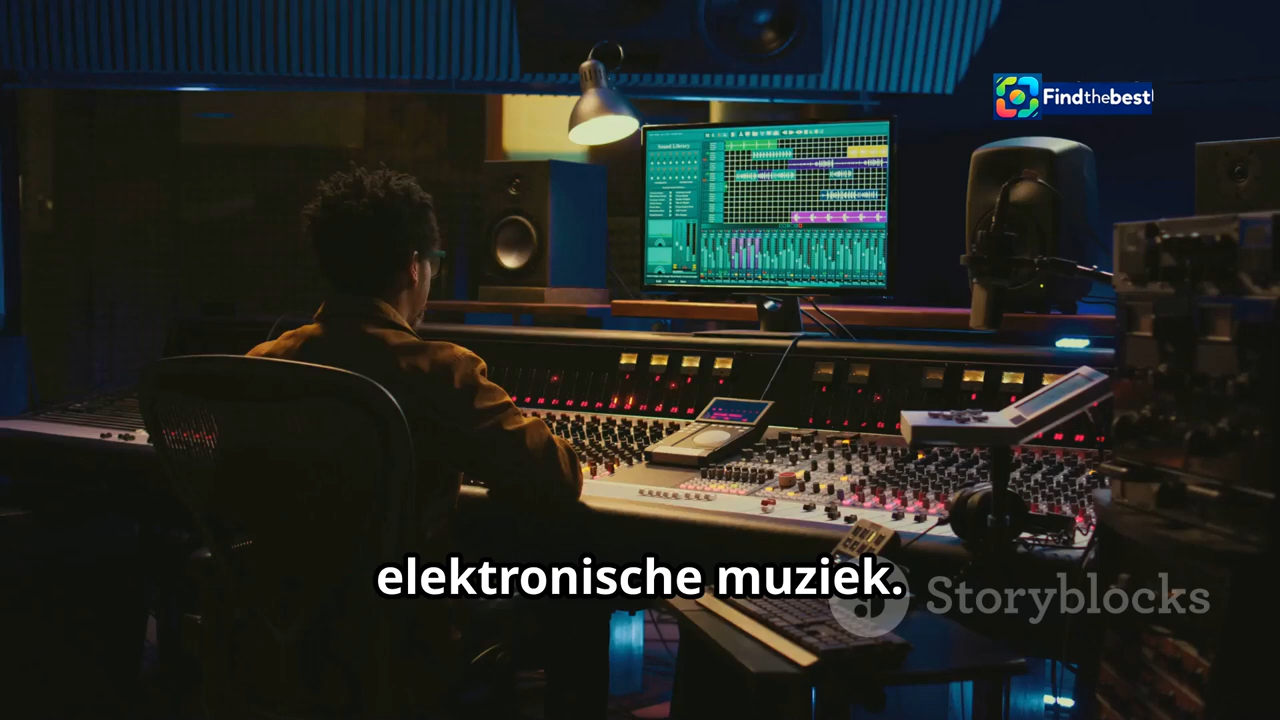 Findthebest
Sound Library
elektronische muziek.
Storyblocks